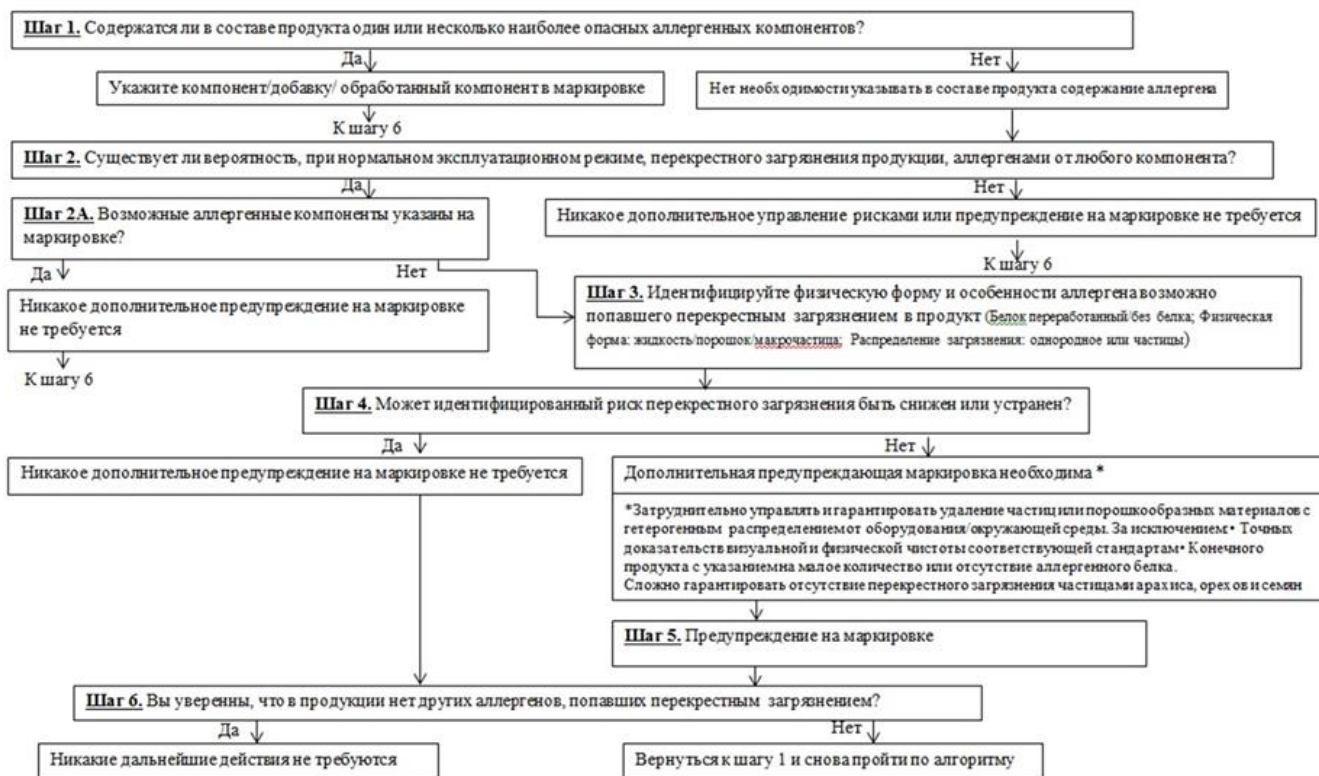 Шаг 1. Содержатся ли в составе продукта один или несколько наиболее опасных аллергенных компонентов?
Да
Нет
Укажите компонент/добавку/ обработанный компонент в маркировке
Нет необходимости указывать в составе продукта содержание аллергена
К шагу 6
Шаг 2. Существует ли вероятность, при нормальном эксплуатационном режиме, перекрестного загрязнения продукции, аллергенами от любого компонента?
Да
Нет
Шаг 2А. Возможные аллергенные компоненты указаны на
маркировке?
Никакое дополнительное управление рисками или предупреждение на маркировке не требуется
К шагу 6
Да
Нет
Никакое дополнительное предупреждение на маркировке
не требуется
К шагу 6
Шаг 3. Идентифицируйте физическую форму и особенности аллергена возможно
попавшего перекрестным загрязнением в продукт (Белок переработанный/без белка; Физическая
форма: жидкость/порошок/макрочастица; Распределение загрязнения: однородное или частицы)
Шаг 4. Может идентифицированный риск перекрестного загрязнения быть снижен или устранен?
Да
Нет
Никакое дополнительное предупреждение на маркировке не требуется
Дополнительная предупреждающая маркировка необходима *
*Затруднительно управлять и гарантировать удаление частиц или порошкообразных материалов с
гетерогенным распределением от оборудования/окружающей среды. За исключением:• Точных
доказательств визуальной и физической чистоты соответствующей стандартам• Конечного
продукта с указанием на малое количество или отсутствие аллергенного белка.
Сложно гарантировать отсутствие перекрестного загрязнения частицами арахиса, орехов и семян
Шаг 5. Предупреждение на маркировке
Шаг 6. Вы уверенны, что в продукции нет других аллергенов, попавших перекрестным загрязнением?
Да
Нет
Никакие дальнейшие действия не требуются
Вернуться к шагу 1 и снова пройти по алгоритму